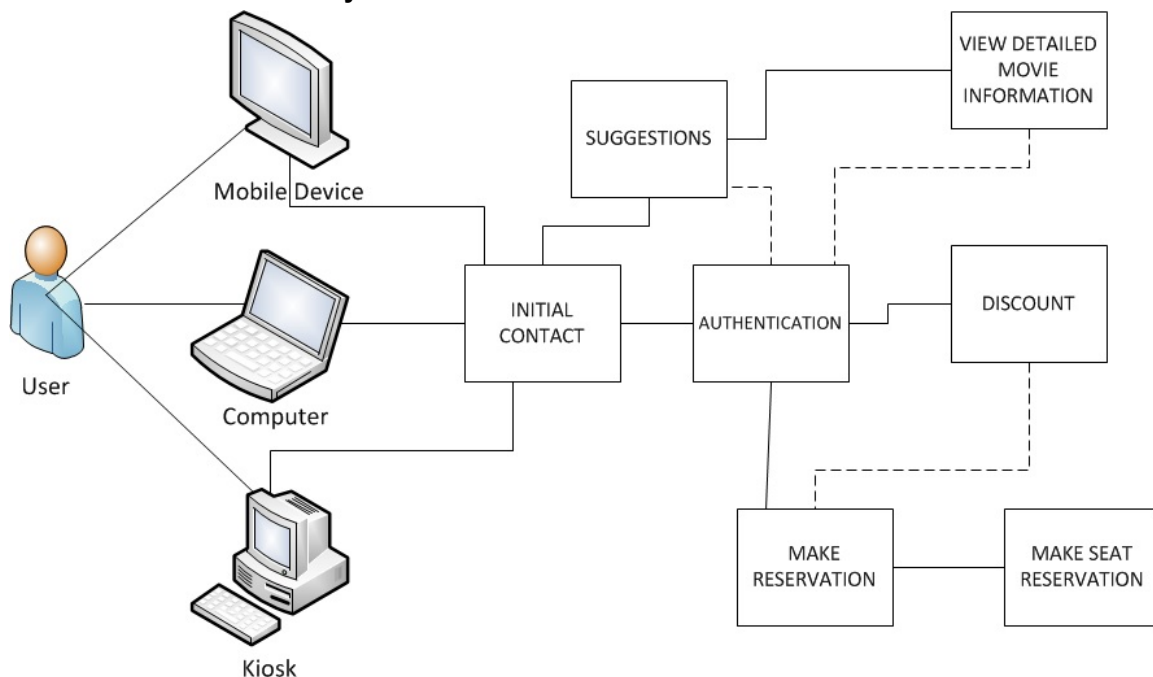 VIEW DETAILED
MOVIE
INFORMATION
SUGGESTIONS
Mobile Device
INITIAL
CONTACT
AUTHENTICATION
DISCOUNT
User
Computer
MAKE
RESERVATION
MAKE SEAT
RESERVATION
Kiosk